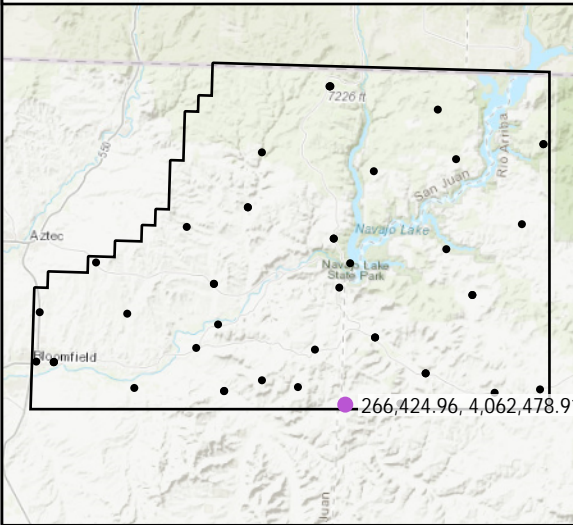 7226 ft
550
Rio Arriba
San Juan
Aztec
Navajo Lake
Navajo Lake
State Park
Bloomfield
266,424.96, 4,062,478.9
Juan